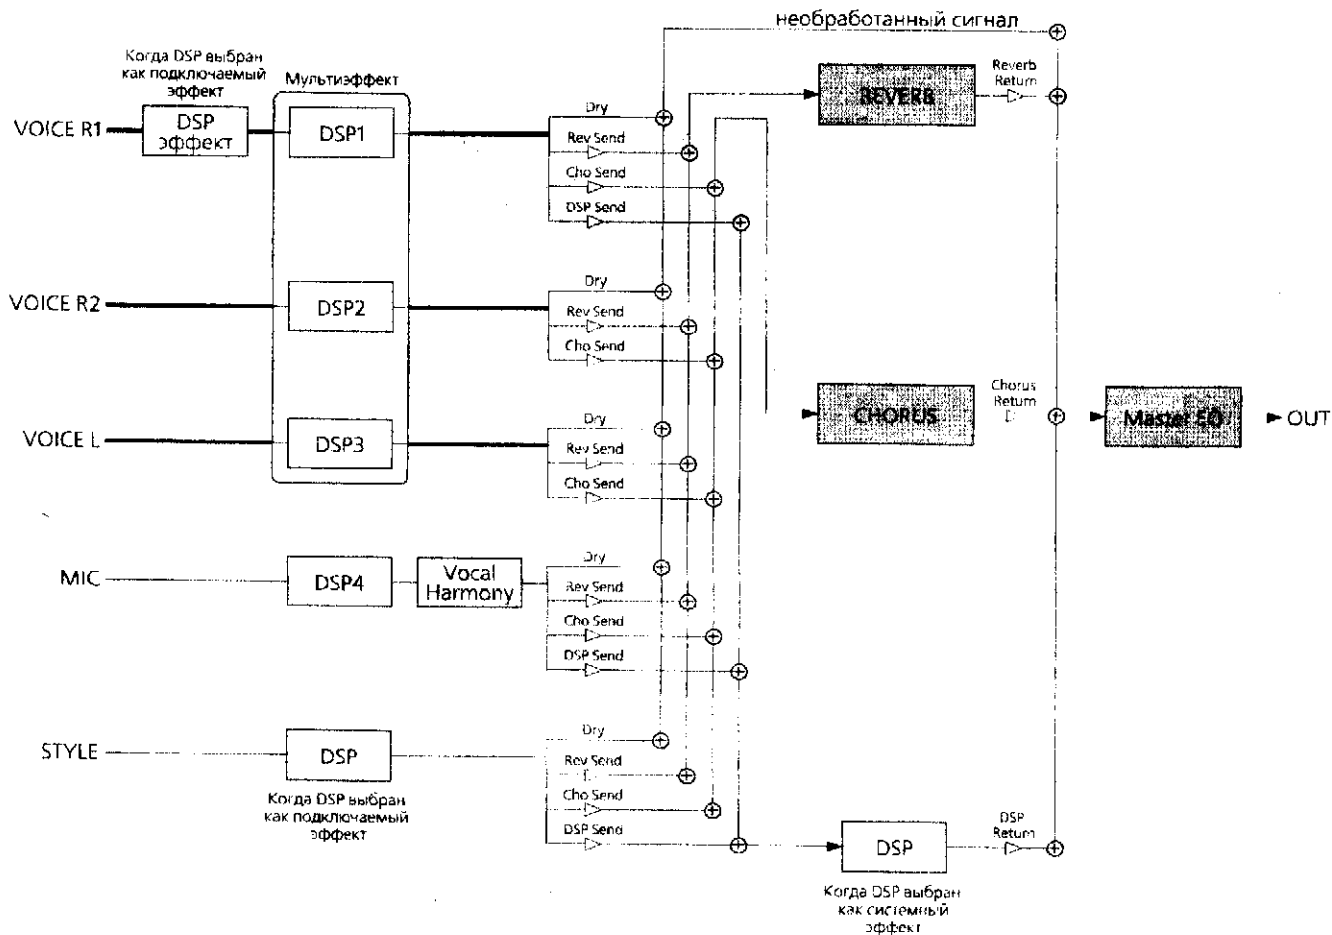 необработанный сигнал
Когда DSP выбран
как подключаемый
эффект
Мультиэффект
Reverb
Return
REVERB
VOICE R1
DSP
эффект
DSP1
Dry
Rev Send
Cho Send
DSP Send
VOICE R2
DSP2
Dry
Rev Send
Cho Send
CHORUS
Chorus
Return
Master EQ
OUT
VOICE L
DSP3
Dry
Rev Send
Cho Send
MIC
DSP4
Vocal
Harmony
Dry
Rev Send
Cho Send
DSP Send
STYLE
DSP
Когда DSP выбран
как подключаемый
эффект
Dry
Rev Send
Cho Send
DSP Send
DSP
DSP
Return
Когда DSP выбран
как системный
эффект